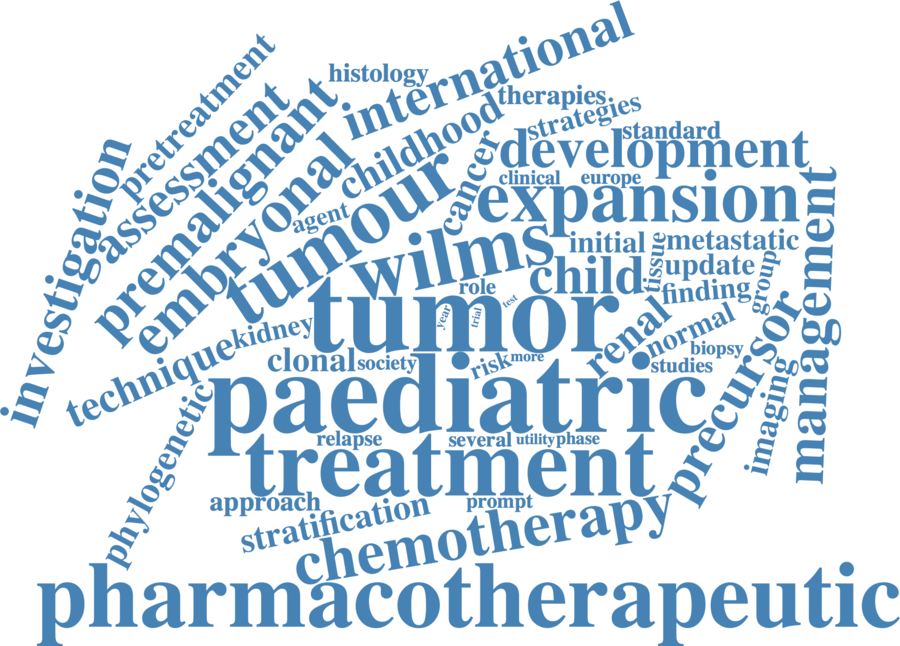 international
pretreatment
histology
therapies
strategies
assessment
premalignant
childhood
standard
cancer
development
investigation
embryonal
clinical
europe
agent
tumour
expansion
wilms
initial
tissue
metastatic
management
child
update
group
role
finding
tumor
year
trial
test
renal
normal
kidney
technique
precursor
clonal
society
risk
more
biopsy
studies
imaging
paediatric
phylogenetic
relapse
several
utility
phase
treatment
approach
prompt
stratification
chemotherapy
pharmacotherapeutic